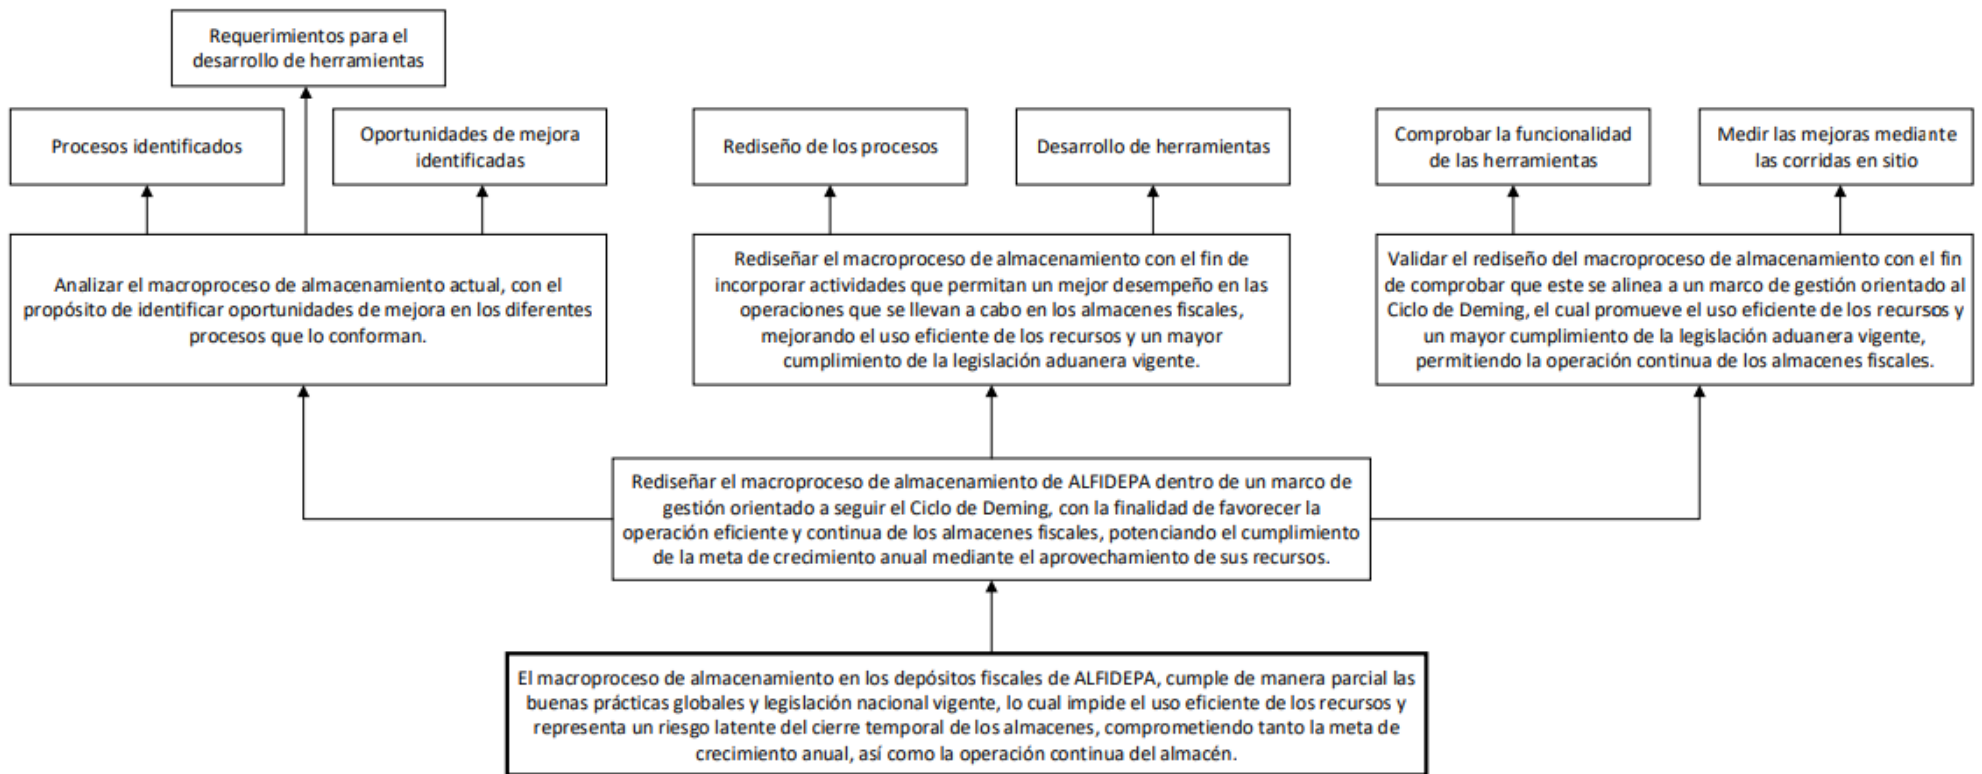 Requerimientos para el
desarrollo de herramientas
Procesos identificados
Oportunidades de mejora
identificadas
Rediseño de los procesos
Desarrollo de herramientas
Comprobar la funcionalidad
de las herramientas
Medir las mejoras mediante
las corridas en sitio
Analizar el macroproceso de almacenamiento actual, con el
propósito de identificar oportunidades de mejora en los diferentes
procesos que lo conforman.
Rediseñar el macroproceso de almacenamiento con el fin de
incorporar actividades que permitan un mejor desempeño en las
operaciones que se llevan a cabo en los almacenes fiscales,
mejorando el uso eficiente de los recursos y un mayor
cumplimiento de la legislación aduanera vigente.
Validar el rediseño del macroproceso de almacenamiento con el fin
de comprobar que este se alinea a un marco de gestión orientado al
Ciclo de Deming, el cual promueve el uso eficiente de los recursos y
un mayor cumplimiento de la legislación aduanera vigente,
permitiendo la operación continua de los almacenes fiscales.
Rediseñar el macroproceso de almacenamiento de ALFIDEPA dentro de un marco de
gestión orientado a seguir el Ciclo de Deming, con la finalidad de favorecer la
operación eficiente y continua de los almacenes fiscales, potenciando el cumplimiento
de la meta de crecimiento anual mediante el aprovechamiento de sus recursos.
El macroproceso de almacenamiento en los depósitos fiscales de ALFIDEPA, cumple de manera parcial las
buenas prácticas globales y legislación nacional vigente, lo cual impide el uso eficiente de los recursos y
representa un riesgo latente del cierre temporal de los almacenes, comprometiendo tanto la meta de
crecimiento anual, así como la operación continua del almacén.